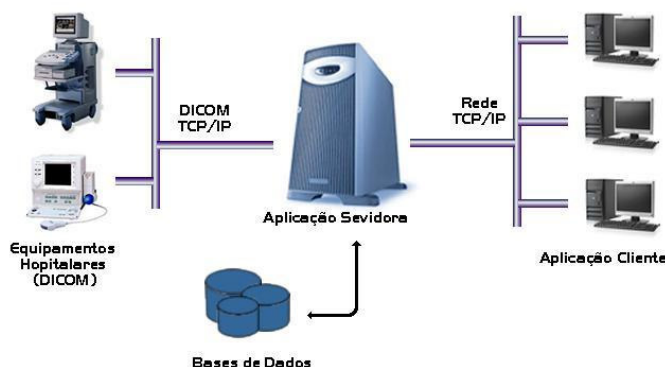 DICOM
TCP/IP
Rede
TCP/IP
Aplicação Sevidora
Equipamentos
Hopitalares
(DICOM)
Aplicação Cliente
Bases de Dados